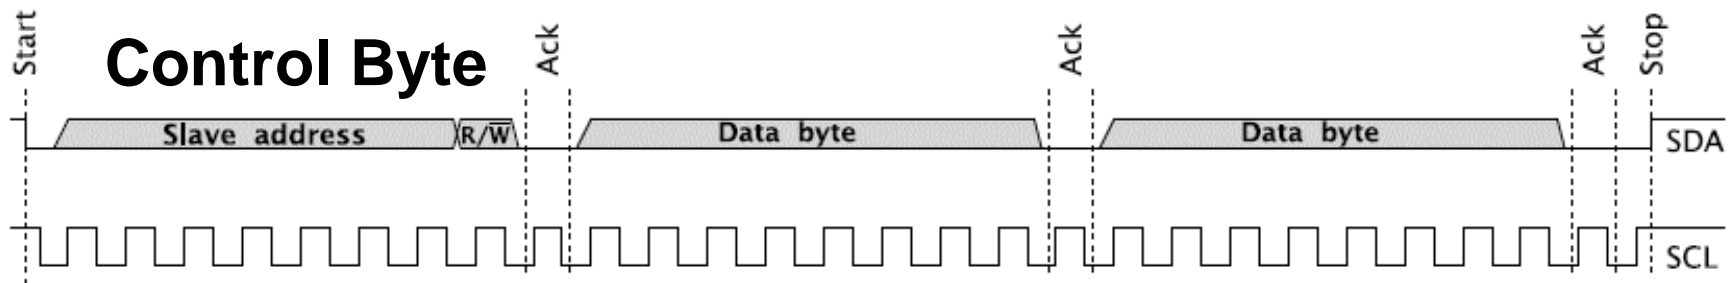 Start
Control Byte
Ack
Ack
Ack
Stop
Slave address
R/W̅
Data byte
Data byte
SDA
SCL